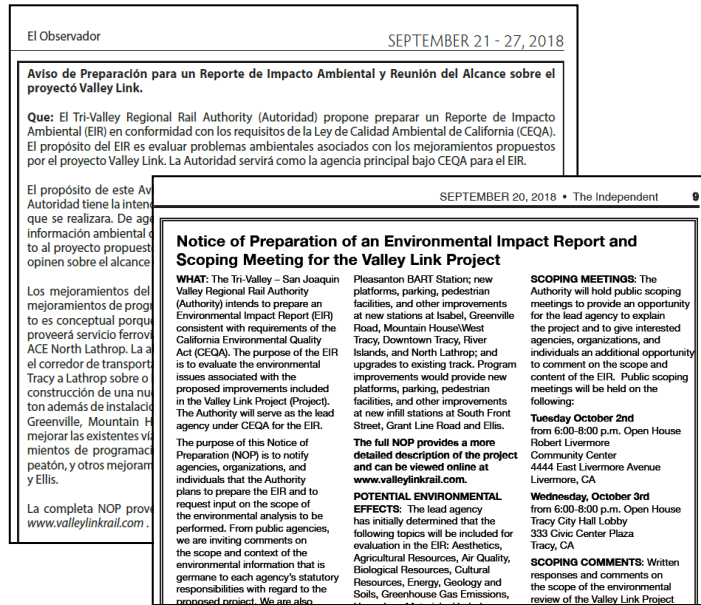 El Observador
SEPTEMBER 21 - 27, 2018
Aviso de Preparación para un Reporte de Impacto Ambiental y Reunión del Alcance sobre el
proyectó Valley Link.
Que: El Tri-Valley Regional Rail Authority (Autoridad) propone preparar un Reporte de Impacto
Ambiental (EIR) en conformidad con los requisitos de la Ley de Calidad Ambiental de California (CEQA).
El propósito del EIR es evaluar problemas ambientales asociados con los mejoramientos propuestos
por el proyecto Valley Link. La Autoridad servirá como la agencia principal bajo CEQA para el EIR.
El propósito de este Av
Autoridad tiene la intenc
que se realizara. De age
información ambiental
to al proyecto propuest
opinen sobre el alcance
Los mejoramientos del
mejoramientos de progr
to es conceptual porque
proveerá servicio ferrovi
ACE North Lathrop. La a
el corredor de transporta
Tracy a Lathrop sobre o
construcción de una nu
ton además de instalacio
Greenville, Mountain H
mejorar las existentes ví
mientos de programaci
peatón, y otros mejoram
y Ellis.
La completa NOP prove
www.valleylinkrail.com .
SEPTEMBER 20, 2018 • The Independent 9
Notice of Preparation of an Environmental Impact Report and
Scoping Meeting for the Valley Link Project
WHAT: The Tri-Valley – San Joaquin
Valley Regional Rail Authority
(Authority) intends to prepare an
Environmental Impact Report (EIR)
consistent with requirements of the
California Environmental Quality
Act (CEQA). The purpose of the EIR
is to evaluate the environmental
issues associated with the
proposed improvements included
in the Valley Link Project (Project).
The Authority will serve as the lead
agency under CEQA for the EIR.
The purpose of this Notice of
Preparation (NOP) is to notify
agencies, organizations, and
individuals that the Authority
plans to prepare the EIR and to
request input on the scope of
the environmental analysis to be
performed. From public agencies,
we are inviting comments on
the scope and context of the
environmental information that is
germane to each agency's statutory
responsibilities with regard to the
proposed project. We are also
Pleasanton BART Station; new
platforms, parking, pedestrian
facilities, and other improvements
at new stations at Isabel, Greenville
Road, Mountain House\West
Tracy, Downtown Tracy, River
Islands, and North Lathrop; and
upgrades to existing track. Program
improvements would provide new
platforms, parking, pedestrian
facilities, and other improvements
at new infill stations at South Front
Street, Grant Line Road and Ellis.
The full NOP provides a more
detailed description of the project
and can be viewed online at
www.valleylinkrail.com.
POTENTIAL ENVIRONMENTAL
EFFECTS: The lead agency
has initially determined that the
following topics will be included for
evaluation in the EIR: Aesthetics,
Agricultural Resources, Air Quality,
Biological Resources, Cultural
Resources, Energy, Geology and
Soils, Greenhouse Gas Emissions,
SCOPING MEETINGS: The
Authority will hold public scoping
meetings to provide an opportunity
for the lead agency to explain
the project and to give interested
agencies, organizations, and
individuals an additional opportunity
to comment on the scope and
content of the EIR. Public scoping
meetings will be held on the
following:
Tuesday October 2nd
from 6:00-8:00 p.m. Open House
Robert Livermore
Community Center
4444 East Livermore Avenue
Livermore, CA
Wednesday, October 3rd
from 6:00-8:00 p.m. Open House
Tracy City Hall Lobby
333 Civic Center Plaza
Tracy, CA
SCOPING COMMENTS: Written
responses and comments on
the scope of the environmental
review of the Valley Link Project